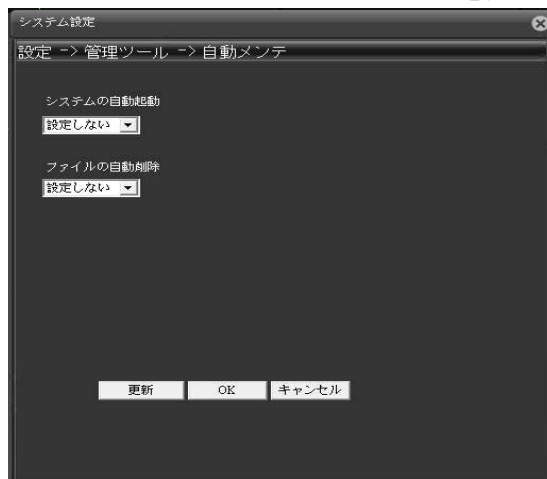 システム設定
設定 -> 管理ツール -> 自動メンテ
システムの自動起動
設定しない
ファイルの自動削除
設定しない
更新 OK キャンセル